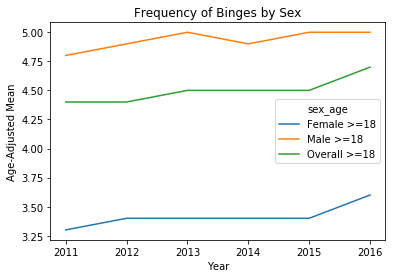 Frequency of Binges by Sex
5.00
4.75
4.50
4.25
4.00
3.75
3.50
3.25
Age-Adjusted Mean
sex_age
Female >=18
Male >=18
Overall >=18
2011 2012 2013 2014 2015 2016
Year